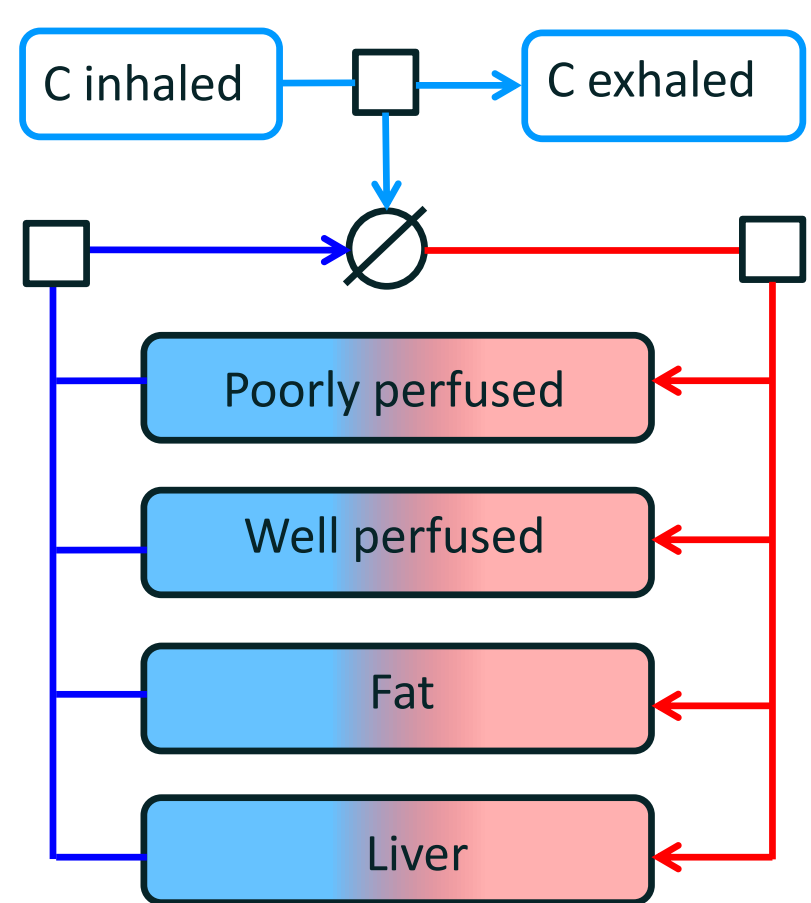 C inhaled
C exhaled
Poorly perfused
Well perfused
Fat
Liver